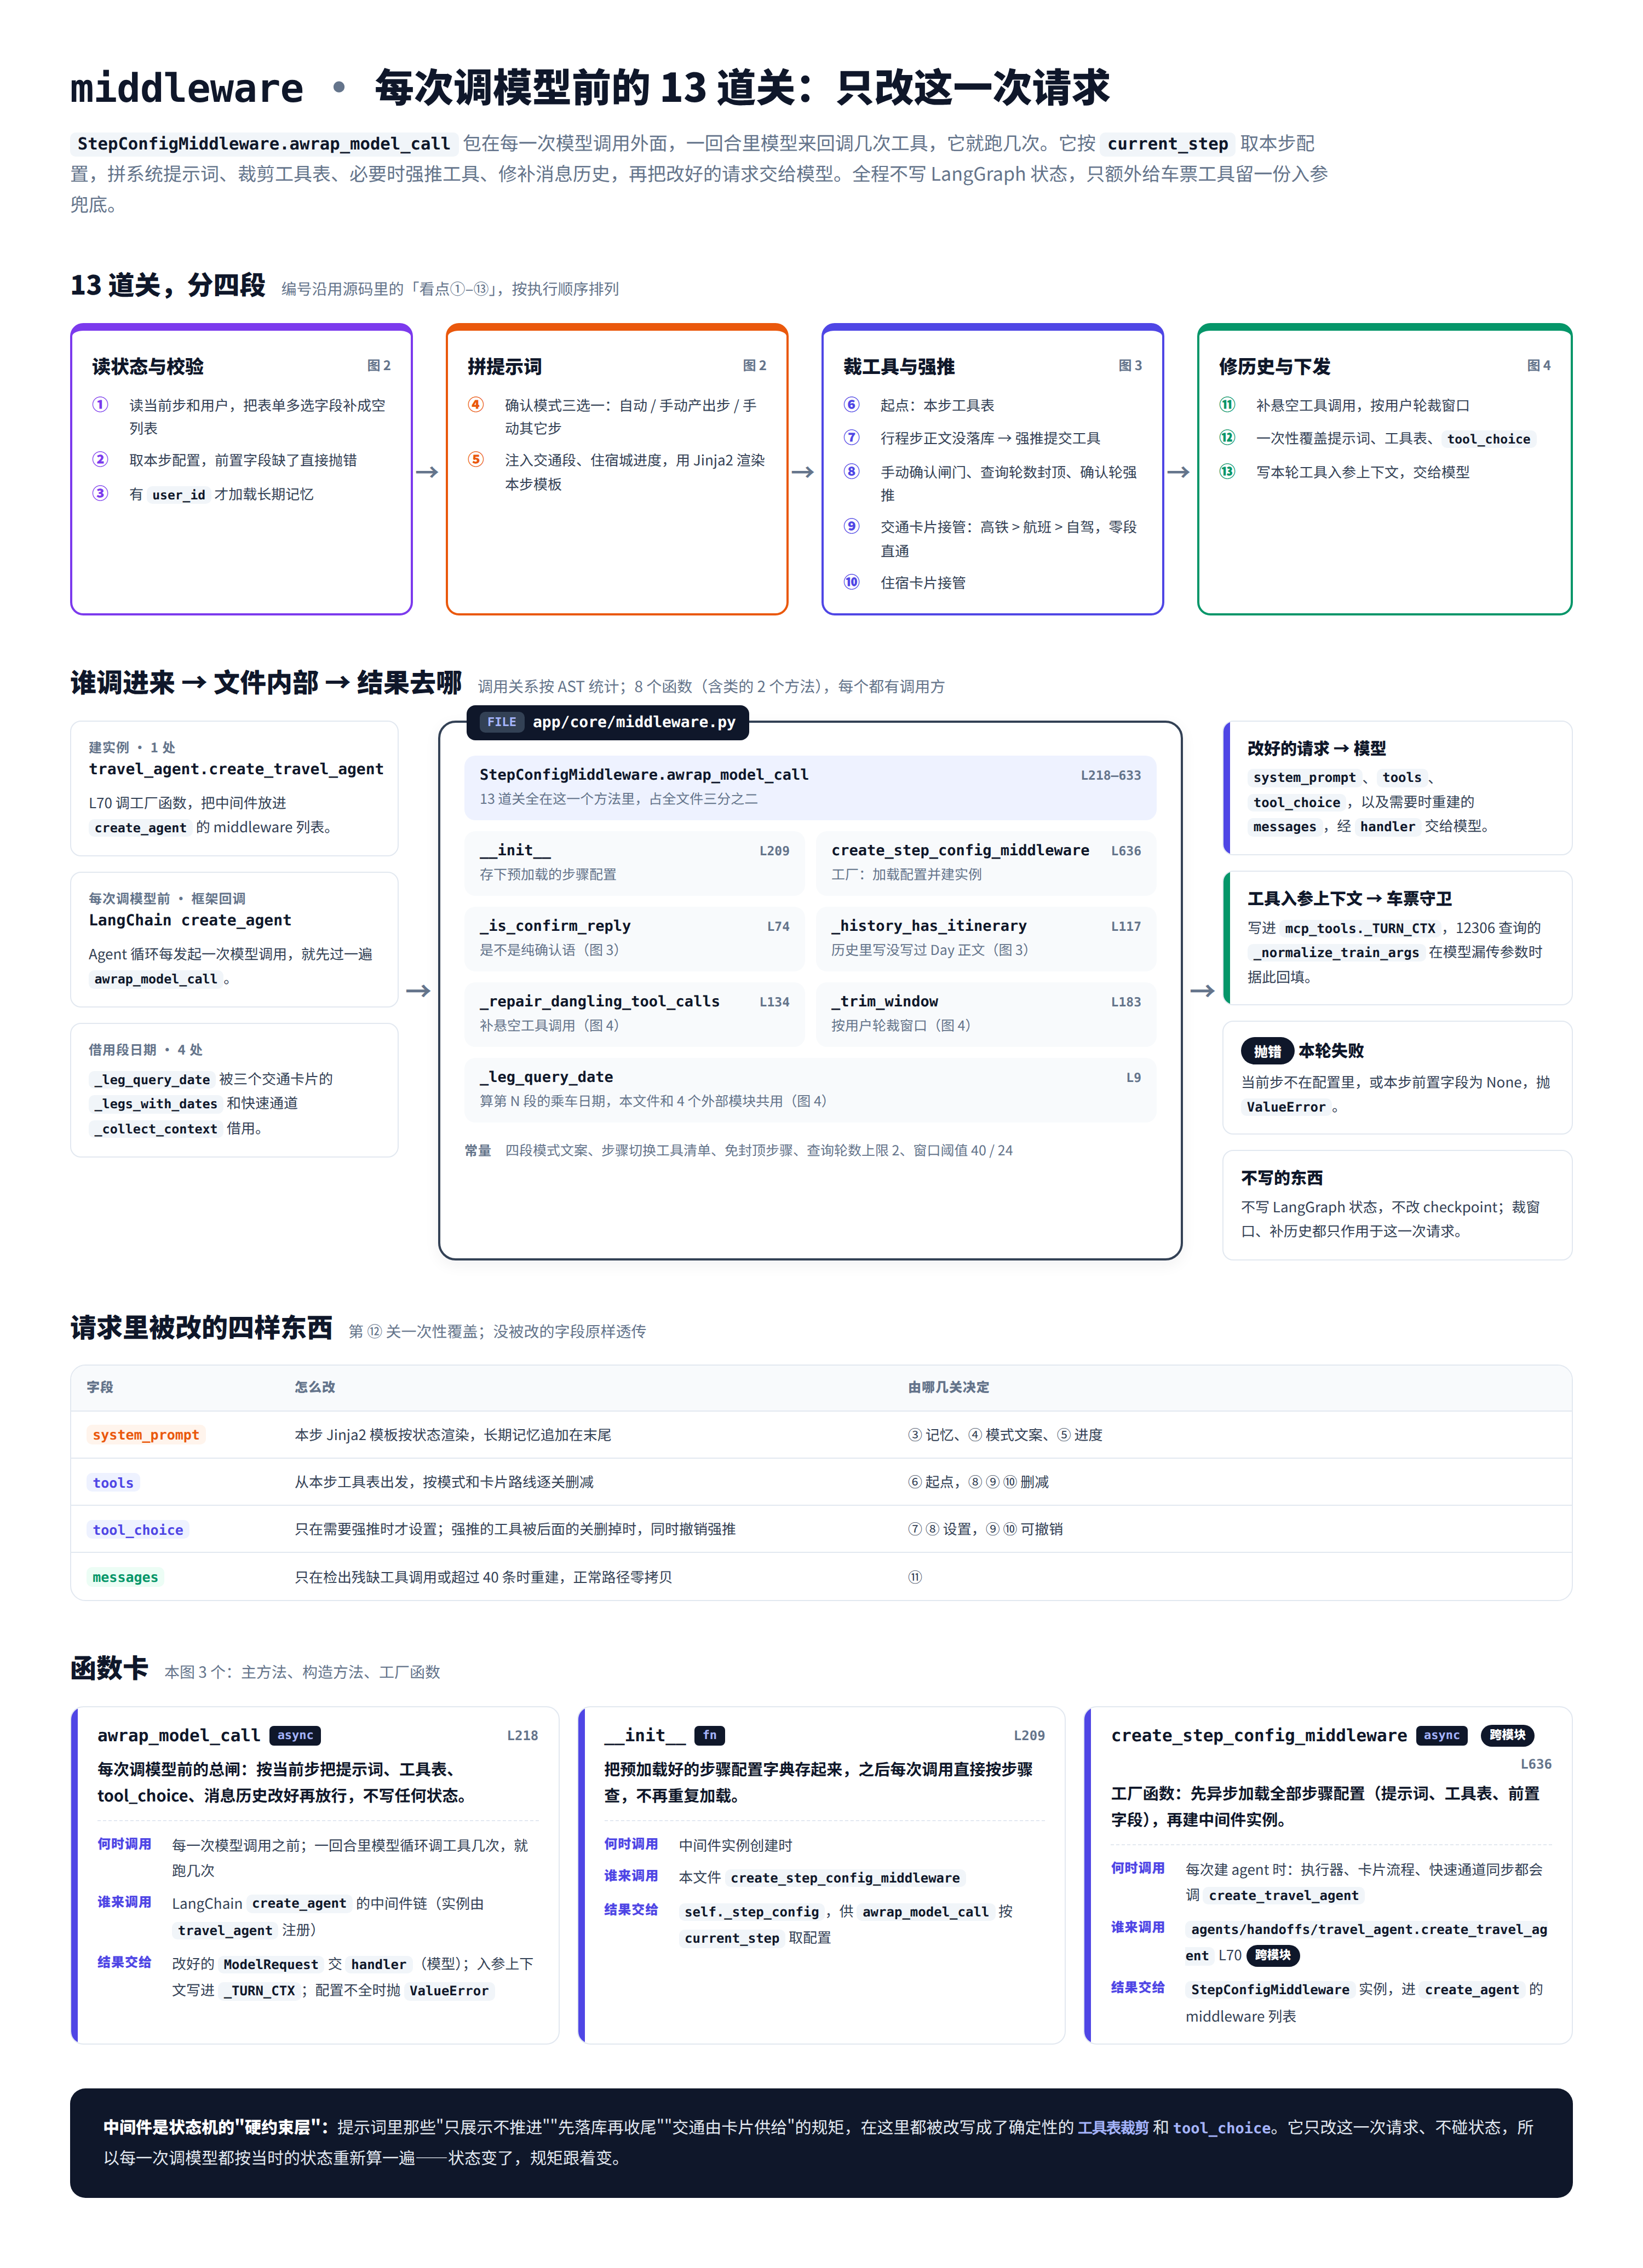 middleware • 每次调模型前的 13 道关：只改这一次请求
StepConfigMiddleware.awrap_model_call 包在每一次模型调用外面，一回合里模型来回调几次工具，它就跑几次。它按 current_step 取本步配
置，拼系统提示词、裁剪工具表、必要时强推工具、修补消息历史，再把改好的请求交给模型。全程不写 LangGraph 状态，只额外给车票工具留一份入参
兜底。
13 道关，分四段 编号沿用源码里的「看点①–⑬」，按执行顺序排列
读状态与校验 图 2
① 读当前步和用户，把表单多选字段补成空
列表
② 取本步配置，前置字段缺了直接抛错
③ 有 user_id 才加载长期记忆
→
拼提示词 图 2
④ 确认模式三选一：自动 / 手动产出步 / 手
动其它步
⑤ 注入交通段、住宿城进度，用 Jinja2 渲染
本步模板
→
裁工具与强推 图 3
⑥ 起点：本步工具表
⑦ 行程步正文没落库 → 强推提交工具
⑧ 手动确认闸门、查询轮数封顶、确认轮强
推
⑨ 交通卡片接管：高铁 > 航班 > 自驾，零段
直通
⑩ 住宿卡片接管
→
修历史与下发 图 4
⑪ 补悬空工具调用，按用户轮裁窗口
⑫ 一次性覆盖提示词、工具表、tool_choice
⑬ 写本轮工具入参上下文，交给模型
谁调进来 → 文件内部 → 结果去哪 调用关系按 AST 统计；8 个函数（含类的 2 个方法），每个都有调用方
建实例 • 1 处
travel_agent.create_travel_agent
L70 调工厂函数，把中间件放进
create_agent 的 middleware 列表。
每次调模型前 • 框架回调
LangChain create_agent
Agent 循环每发起一次模型调用，就先过一遍
awrap_model_call。
借用段日期 • 4 处
_leg_query_date 被三个交通卡片的
_legs_with_dates 和快速通道
_collect_context 借用。
→
FILE app/core/middleware.py
StepConfigMiddleware.awrap_model_call L218–633
13 道关全在这一个方法里，占全文件三分之二
__init__ L209
存下预加载的步骤配置
create_step_config_middleware L636
工厂：加载配置并建实例
_is_confirm_reply L74
是不是纯确认语（图 3）
_history_has_itinerary L117
历史里写没写过 Day 正文（图 3）
_repair_dangling_tool_calls L134
补悬空工具调用（图 4）
_trim_window L183
按用户轮裁窗口（图 4）
_leg_query_date L9
算第 N 段的乘车日期，本文件和 4 个外部模块共用（图 4）
常量 四段模式文案、步骤切换工具清单、免封顶步骤、查询轮数上限 2、窗口阈值 40 / 24
→
改好的请求 → 模型
system_prompt、tools、
tool_choice，以及需要时重建的
messages，经 handler 交给模型。
工具入参上下文 → 车票守卫
写进 mcp_tools._TURN_CTX，12306 查询的
_normalize_train_args 在模型漏传参数时
据此回填。
抛错 本轮失败
当前步不在配置里，或本步前置字段为 None，抛
ValueError。
不写的东西
不写 LangGraph 状态，不改 checkpoint；裁窗
口、补历史都只作用于这一次请求。
请求里被改的四样东西 第 ⑫ 关一次性覆盖；没被改的字段原样透传
字段 怎么改 由哪几关决定
system_prompt 本步 Jinja2 模板按状态渲染，长期记忆追加在末尾 ③ 记忆、④ 模式文案、⑤ 进度
tools 从本步工具表出发，按模式和卡片路线逐关删减 ⑥ 起点，⑧ ⑨ ⑩ 删减
tool_choice 只在需要强推时才设置；强推的工具被后面的关删掉时，同时撤销强推 ⑦ ⑧ 设置，⑨ ⑩ 可撤销
messages 只在检出残缺工具调用或超过 40 条时重建，正常路径零拷贝 ⑪
函数卡 本图 3 个：主方法、构造方法、工厂函数
awrap_model_call async L218
每次调模型前的总闸：按当前步把提示词、工具表、
tool_choice、消息历史改好再放行，不写任何状态。
何时调用 每一次模型调用之前；一回合里模型循环调工具几次，就
跑几次
谁来调用 LangChain create_agent 的中间件链（实例由
travel_agent 注册）
结果交给 改好的 ModelRequest 交 handler（模型）；入参上下
文写进 _TURN_CTX；配置不全时抛 ValueError
__init__ fn L209
把预加载好的步骤配置字典存起来，之后每次调用直接按步骤
查，不再重复加载。
何时调用 中间件实例创建时
谁来调用 本文件 create_step_config_middleware
结果交给 self._step_config，供 awrap_model_call 按
current_step 取配置
create_step_config_middleware async 跨模块
L636
工厂函数：先异步加载全部步骤配置（提示词、工具表、前置
字段），再建中间件实例。
何时调用 每次建 agent 时：执行器、卡片流程、快速通道同步都会
调 create_travel_agent
谁来调用 agents/handoffs/travel_agent.create_travel_ag
ent L70 跨模块
结果交给 StepConfigMiddleware 实例，进 create_agent 的
middleware 列表
中间件是状态机的"硬约束层"：提示词里那些"只展示不推进""先落库再收尾""交通由卡片供给"的规矩，在这里都被改写成了确定性的 工具表裁剪 和 tool_choice。它只改这一次请求、不碰状态，所
以每一次调模型都按当时的状态重新算一遍——状态变了，规矩跟着变。